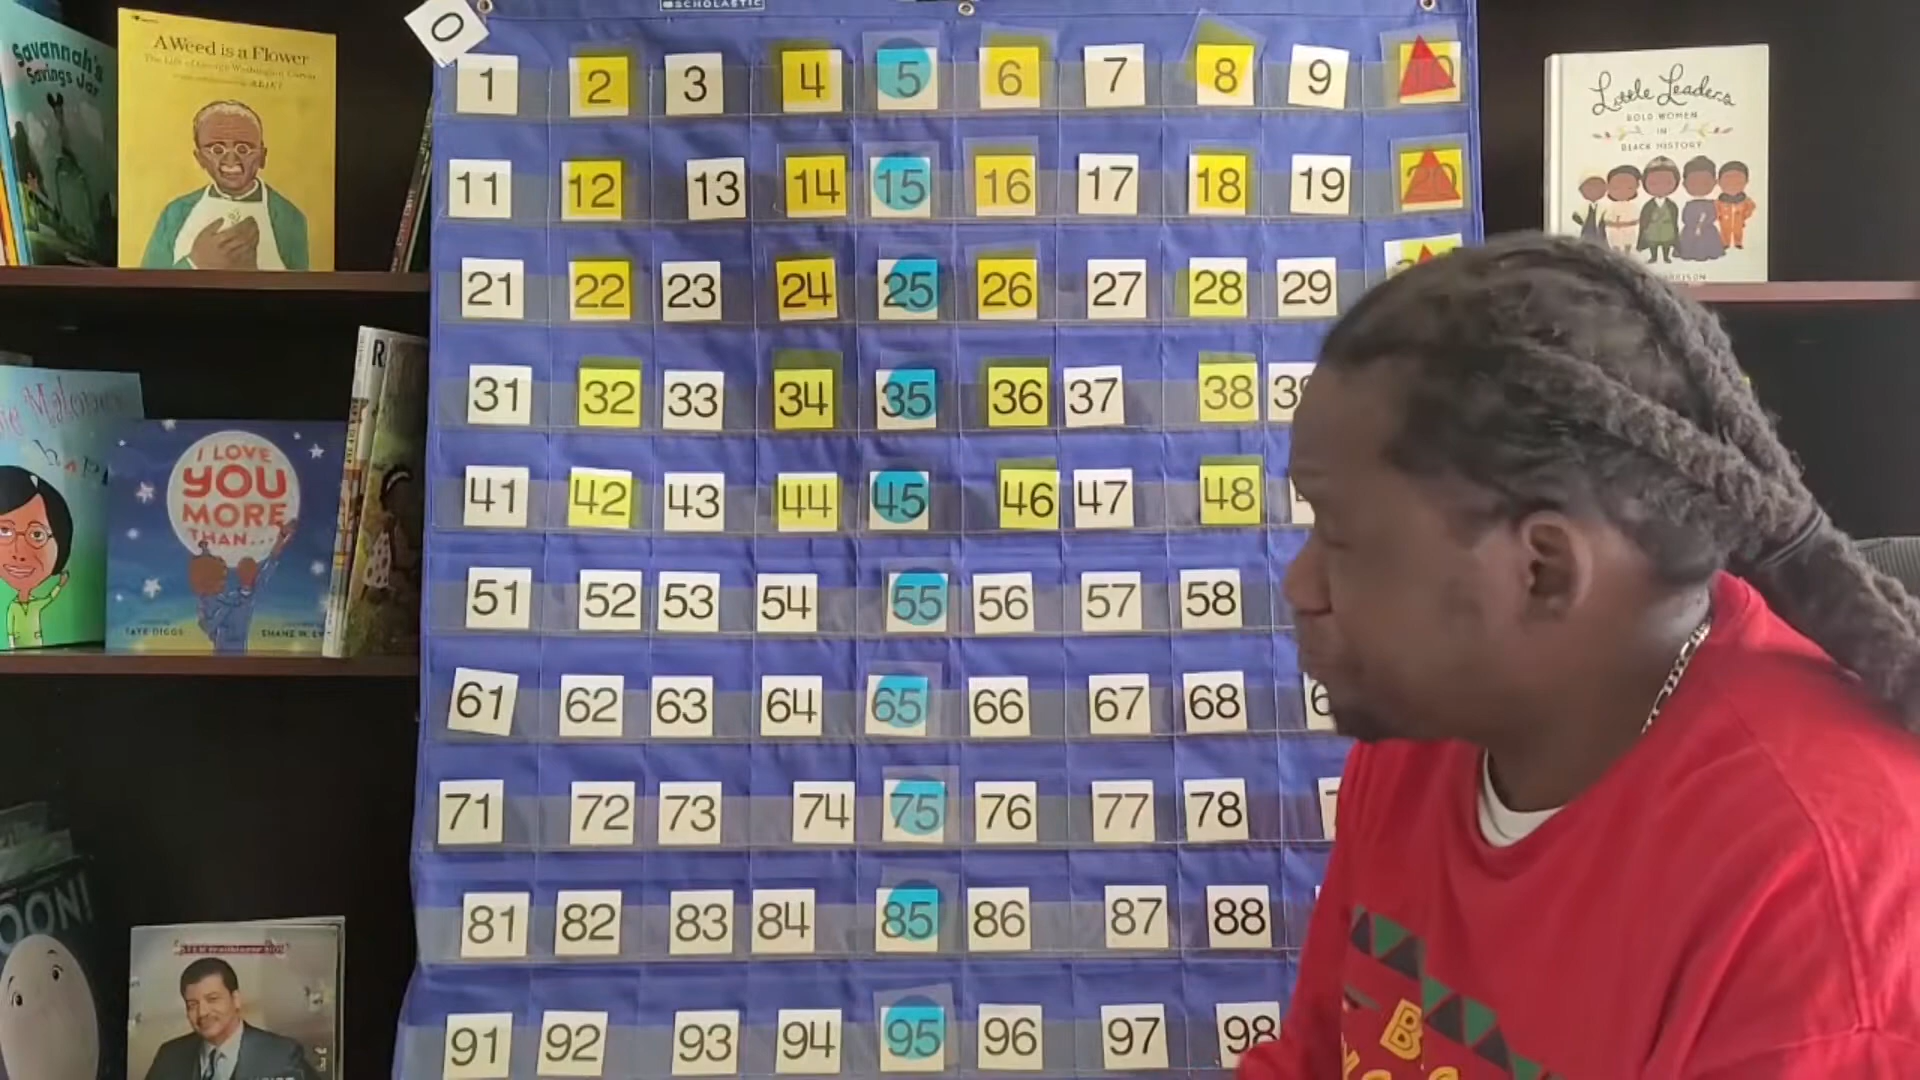 SCHOLASTIC
0
1 2 3 4 5 6 7 8 9 10
11 12 13 14 15 16 17 18 19 20
21 22 23 24 25 26 27 28 29
31 32 33 34 35 36 37 38
41 42 43 44 45 46 47 48
51 52 53 54 55 56 57 58
61 62 63 64 65 66 67 68
71 72 73 74 75 76 77 78
81 82 83 84 85 86 87 88
91 92 93 94 95 96 97 98
Savannah's
Savings Jar
A Weed is a Flower
The Life of George Washington Carver
ALIKI
I LOVE
YOU
MORE
THAN...
TAYE DIGGS
SHANE W.
Little Leaders
BOLD WOMEN
IN
BLACK HISTORY